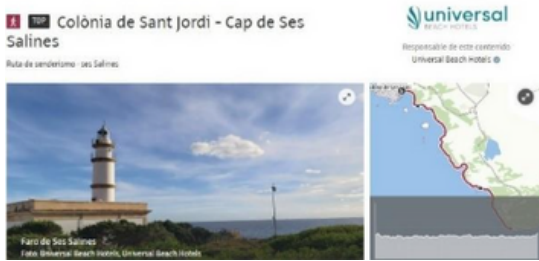 TOP Colònia de Sant Jordi - Cap de Ses
Salines
Ruta de senderismo · ses Salines
universal
BEACH HOTELS
Responsable de este contenido
Universal Beach Hotels
Faro de Ses Salines
Foto: Universal Beach Hotels, Universal Beach Hotels